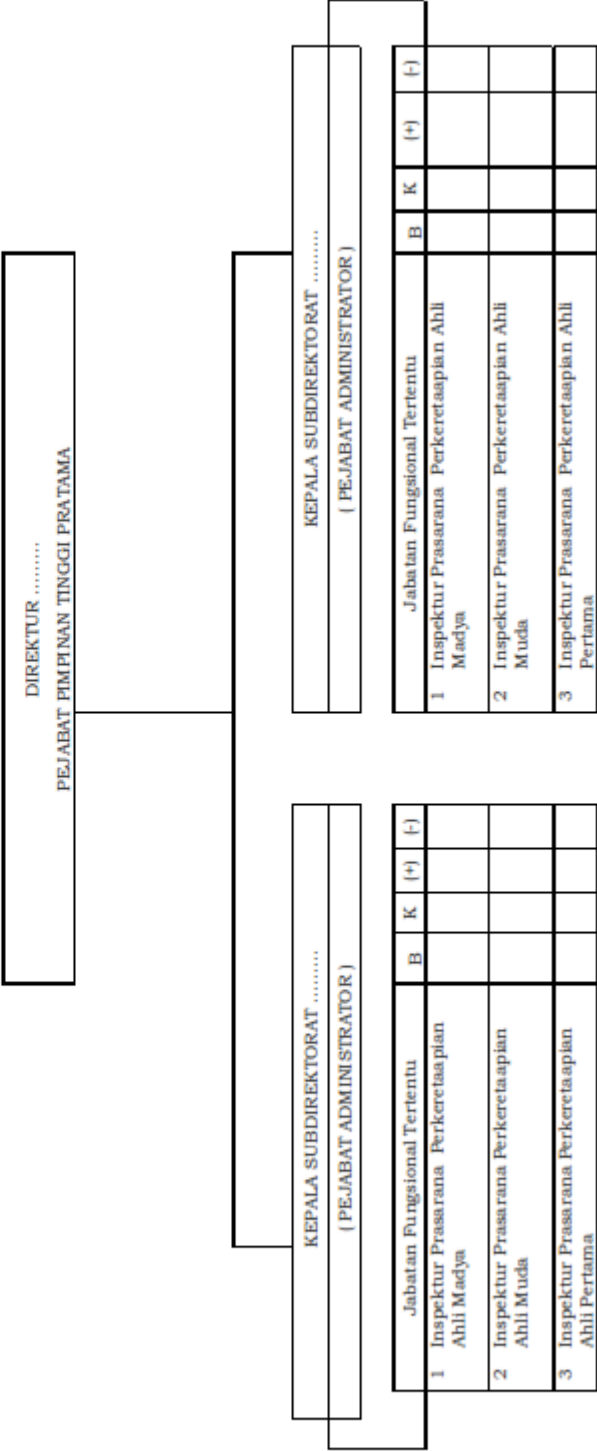 DIREKTUR .........
PEJABAT PIMPINAN TINGGI PRATAMA
KEPALA SUBDIREKTORAT .........
( PEJABAT ADMINISTRATOR )
Jabatan Fungsional Tertentu B K (+) (-)
1 Inspektur Prasarana Perkeretaapian
Ahli Madya
2 Inspektur Prasarana Perkeretaapian
Ahli Muda
3 Inspektur Prasarana Perkeretaapian
Ahli Pertama
KEPALA SUBDIREKTORAT .........
( PEJABAT ADMINISTRATOR )
Jabatan Fungsional Tertentu B K (+) (-)
1 Inspektur Prasarana Perkeretaapian Ahli
Madya
2 Inspektur Prasarana Perkeretaapian Ahli
Muda
3 Inspektur Prasarana Perkeretaapian Ahli
Pertama